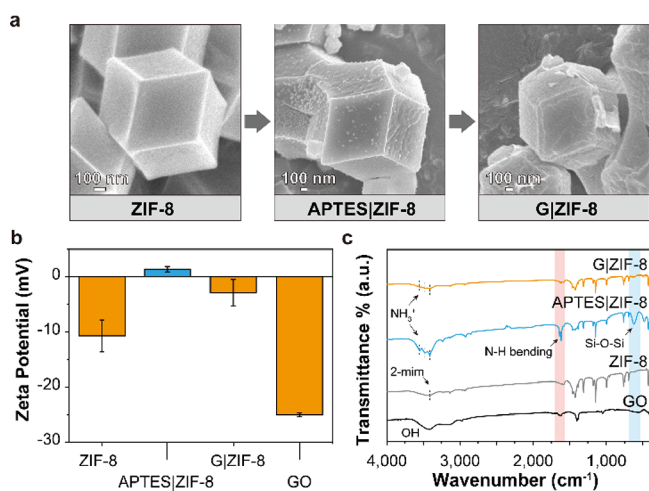 a
100 nm
100 nm
100 nm
ZIF-8
APTES|ZIF-8
G|ZIF-8
b
Zeta Potential (mV)
0
-10
-20
-30
ZIF-8
G|ZIF-8
APTES|ZIF-8
GO
c
Transmittance % (a.u.)
G|ZIF-8
NH3+
APTES|ZIF-8
N-H bending
Si-O-Si
2-mim
ZIF-8
GO
OH
4,000
3,000
2,000
1,000
Wavenumber (cm-1)